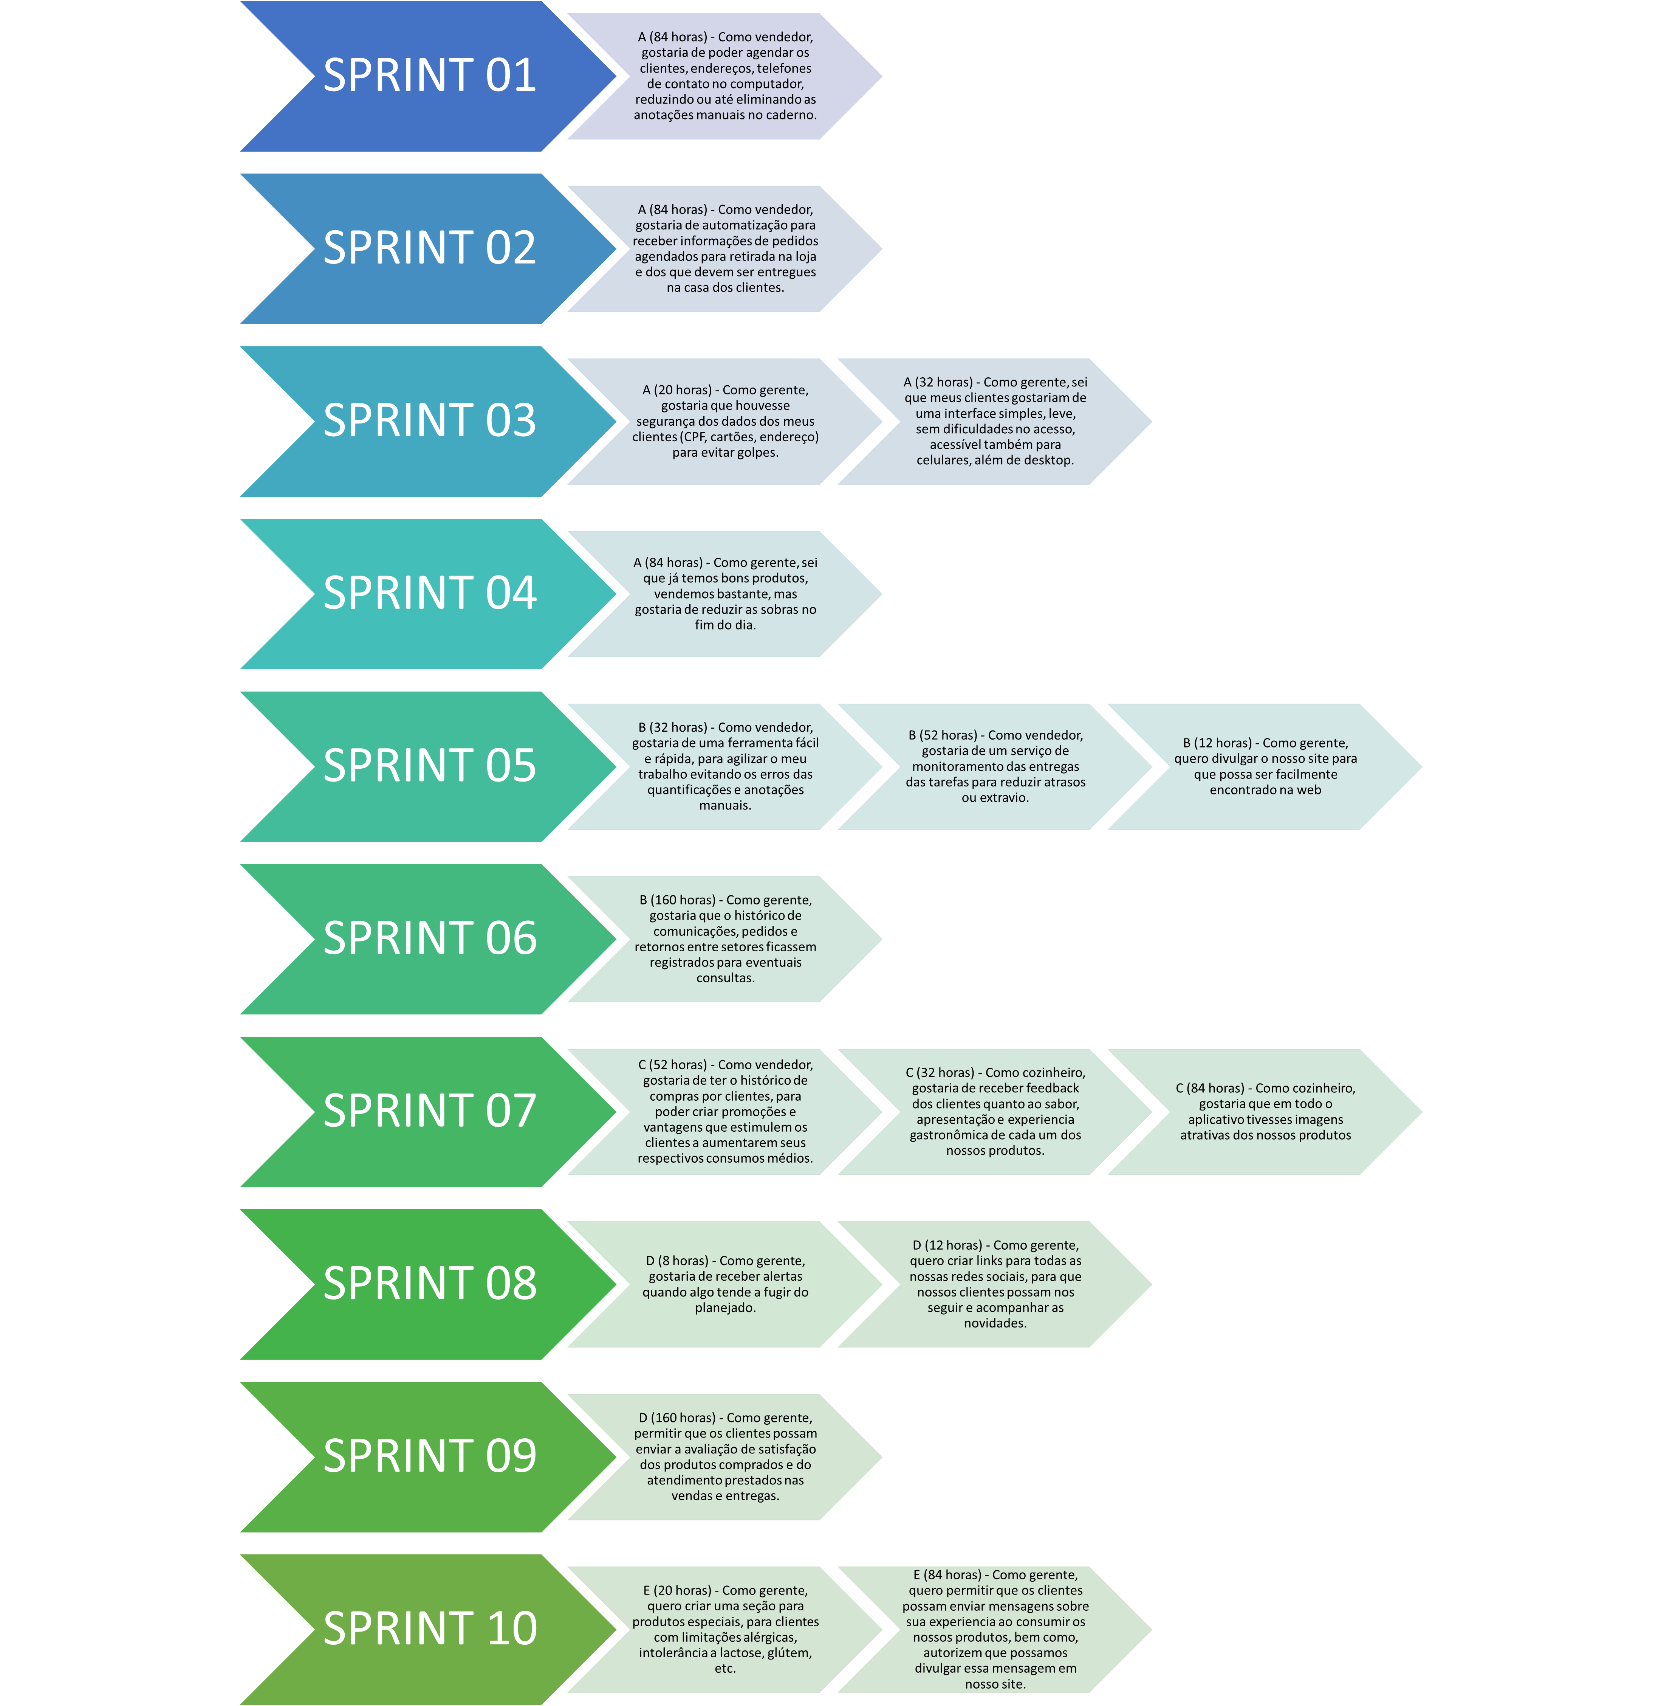 SPRINT 01
A (84 horas) - Como vendedor,
gostaria de poder agendar os
clientes, endereços, telefones
de contato no computador,
reduzindo ou até eliminando as
anotações manuais no caderno.
SPRINT 02
A (84 horas) - Como vendedor,
gostaria de automatização para
receber informações de pedidos
agendados para retirada na loja
e dos que devem ser entregues
na casa dos clientes.
SPRINT 03
A (20 horas) - Como gerente,
gostaria que houvesse
segurança dos dados dos meus
clientes (CPF, cartões, endereço)
para evitar golpes.
A (32 horas) - Como gerente, sei
que meus clientes gostariam de
uma interface simples, leve,
sem dificuldades no acesso,
acessível também para
celulares, além de desktop.
SPRINT 04
A (84 horas) - Como gerente, sei
que já temos bons produtos,
vendemos bastante, mas
gostaria de reduzir as sobras no
fim do dia.
SPRINT 05
B (32 horas) - Como vendedor,
gostaria de uma ferramenta fácil
e rápida, para agilizar o meu
trabalho evitando os erros das
quantificações e anotações
manuais.
B (52 horas) - Como vendedor,
gostaria de um serviço de
monitoramento das entregas
das tarefas para reduzir atrasos
ou extravio.
B (12 horas) - Como gerente,
quero divulgar o nosso site para
que possa ser facilmente
encontrado na web
SPRINT 06
B (160 horas) - Como gerente,
gostaria que o histórico de
comunicações, pedidos e
retornos entre setores ficassem
registrados para eventuais
consultas.
SPRINT 07
C (52 horas) - Como vendedor,
gostaria de ter o histórico de
compras por clientes, para
poder criar promoções e
vantagens que estimulem os
clientes a aumentarem seus
respectivos consumos médios.
C (32 horas) - Como cozinheiro,
gostaria de receber feedback
dos clientes quanto ao sabor,
apresentação e experiencia
gastronômica de cada um dos
nossos produtos.
C (84 horas) - Como cozinheiro,
gostaria que em todo o
aplicativo tivesses imagens
atrativas dos nossos produtos
SPRINT 08
D (8 horas) - Como gerente,
gostaria de receber alertas
quando algo tende a fugir do
planejado.
D (12 horas) - Como gerente,
quero criar links para todas as
nossas redes sociais, para que
nossos clientes possam nos
seguir e acompanhar as
novidades.
SPRINT 09
D (160 horas) - Como gerente,
permitir que os clientes possam
enviar a avaliação de satisfação
dos produtos comprados e do
atendimento prestados nas
vendas e entregas.
SPRINT 10
E (20 horas) - Como gerente,
quero criar uma seção para
produtos especiais, para clientes
com limitações alérgicas,
intolerância a lactose, glútem,
etc.
E (84 horas) - Como gerente,
quero permitir que os clientes
possam enviar mensagens sobre
sua experiencia ao consumir os
nossos produtos, bem como,
autorizem que possamos
divulgar essa mensagem em
nosso site.